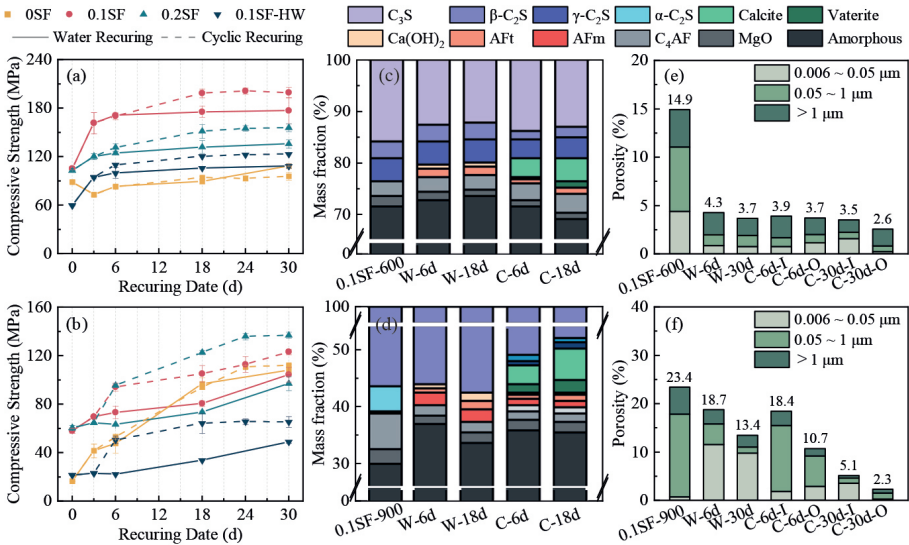 0SF 0.1SF 0.2SF 0.1SF-HW
Water Recuring Cyclic Recuring
C₃S β-C₂S γ-C₂S α-C₂S Calcite Vaterite
Ca(OH)₂ AFt AFm C₄AF MgO Amorphous
(a)
Compressive Strength (MPa)
240
200
160
120
60
0
0 6 12 18 24 30
Recuring Date (d)
(c)
Mass fraction (%)
100
90
80
70
0
0.1SF-600 W-6d W-18d C-6d C-18d
(e)
0.006 ~ 0.05 μm
0.05 ~ 1 μm
> 1 μm
Porosity (%)
20
15
10
5
0
14.9 4.3 3.7 3.9 3.7 3.5 2.6
0.1SF-600 W-6d W-30d C-6d-I C-6d-O C-30d-I C-30d-O
(b)
Compressive Strength (MPa)
160
120
80
40
0
0 6 12 18 24 30
Recuring Date (d)
(d)
Mass fraction (%)
100
50
40
30
0
0.1SF-900 W-6d W-18d C-6d C-18d
(f)
0.006 ~ 0.05 μm
0.05 ~ 1 μm
> 1 μm
Porosity (%)
40
30
20
10
0
23.4 18.7 13.4 18.4 10.7 5.1 2.3
0.1SF-900 W-6d W-30d C-6d-I C-6d-O C-30d-I C-30d-O